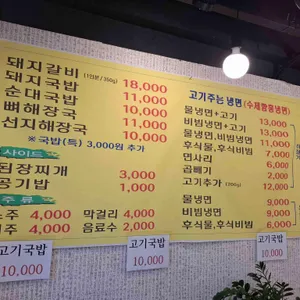 돼지갈비 (1인분/250g) 18,000
돼지국밥 11,000
순대국밥 11,000
뼈해장국 10,000
선지해장국 10,000
※ 국밥(특) 3,000원 추가
사이드
된장찌개 3,000
공기밥 1,000
주류
소주 4,000 막걸리 4,000
맥주 4,000 음료수 2,000
고기주는 냉면 (수제함흥냉면)
물냉면+고기 13,000
비빔냉면+고기 13,000
물냉면,비빔냉면 11,000
후식물,후식비빔 7,000
면사리 6,000
곱빼기 2,000
고기추가 (200g) 12,000
물냉면 9,000
비빔냉면 9,000
후식물,후식비빔 6,000
고기국밥
10,000
고기국밥
10,000
고기국밥
10,000